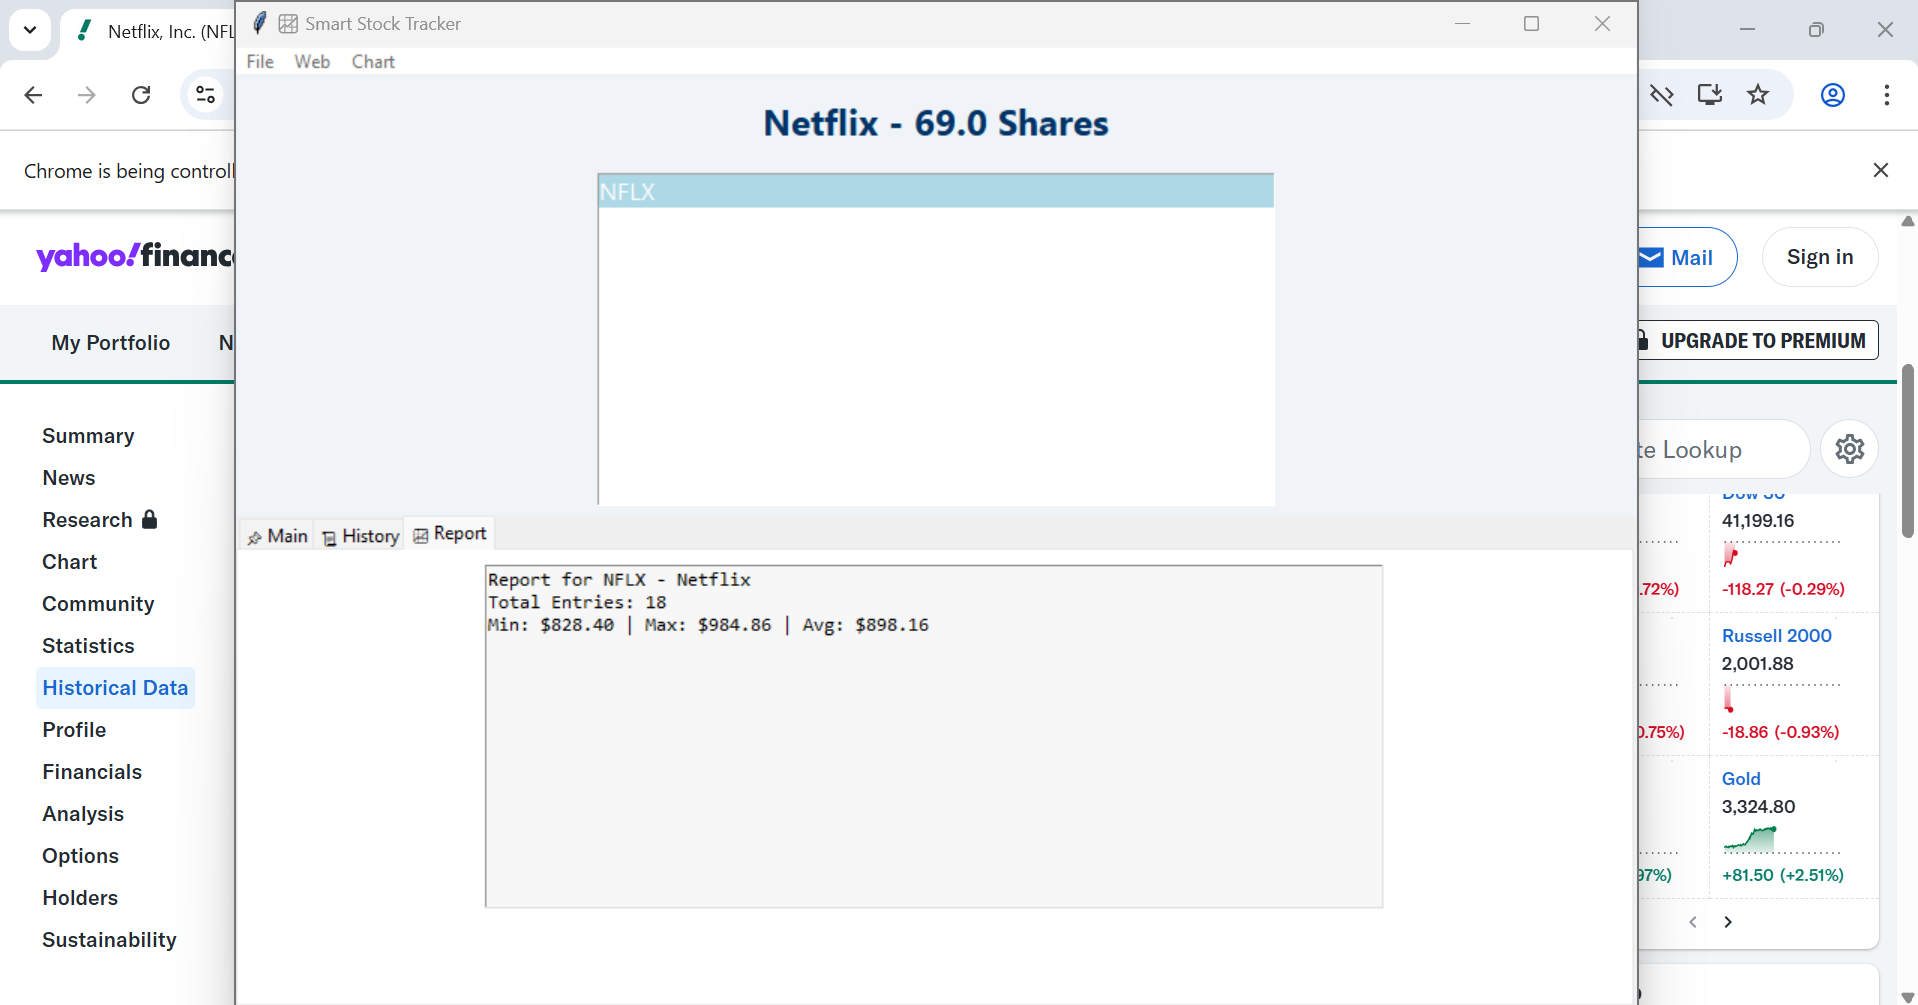 Netflix, Inc. (NFL
Smart Stock Tracker
File Web Chart
Chrome is being controll
Netflix - 69.0 Shares
NFLX
yahoo!finance
Mail
Sign in
My Portfolio
N
UPGRADE TO PREMIUM
Summary
News
Research
Chart
Community
Statistics
Historical Data
Profile
Financials
Analysis
Options
Holders
Sustainability
Main History Report
Report for NFLX - Netflix
Total Entries: 18
Min: $828.40 | Max: $984.86 | Avg: $898.16
te Lookup
Dow 30
41,199.16
.72%)
-118.27 (-0.29%)
Russell 2000
2,001.88
0.75%)
-18.86 (-0.93%)
Gold
3,324.80
97%)
+81.50 (+2.51%)